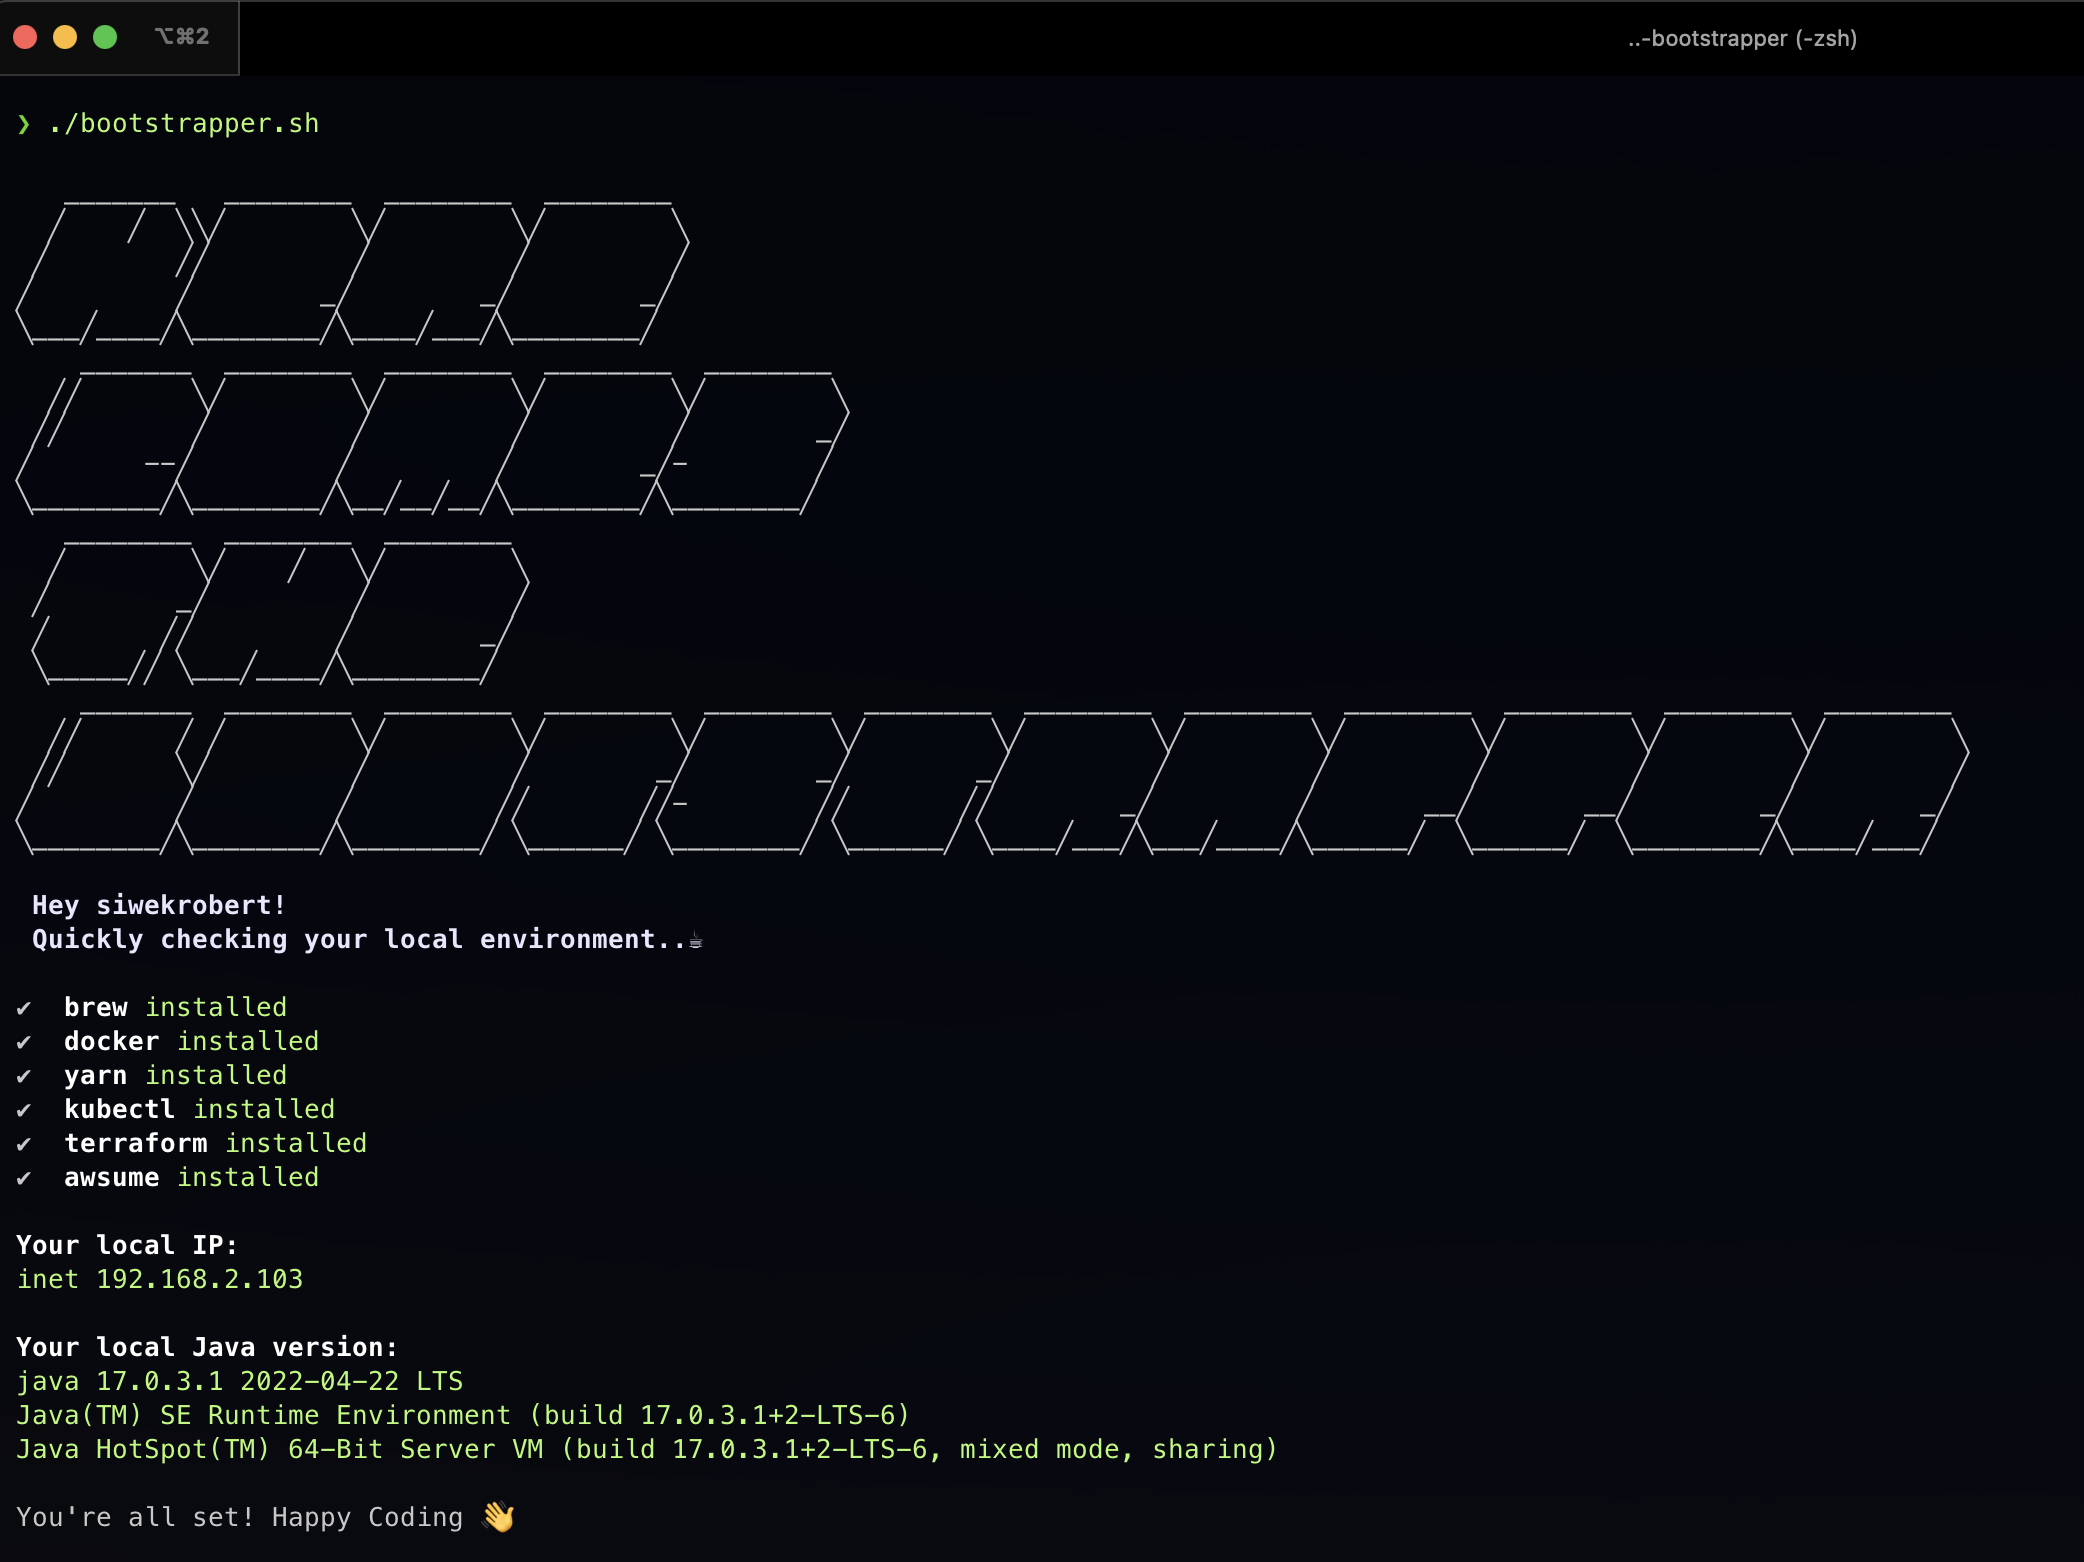 ⌥⌘2
..-bootstrapper (-zsh)
❯ ./bootstrapper.sh
Hey siwekrobert!
Quickly checking your local environment..☕
✔ brew installed
✔ docker installed
✔ yarn installed
✔ kubectl installed
✔ terraform installed
✔ awsume installed
Your local IP:
inet 192.168.2.103
Your local Java version:
java 17.0.3.1 2022-04-22 LTS
Java(TM) SE Runtime Environment (build 17.0.3.1+2-LTS-6)
Java HotSpot(TM) 64-Bit Server VM (build 17.0.3.1+2-LTS-6, mixed mode, sharing)
You're all set! Happy Coding 👋